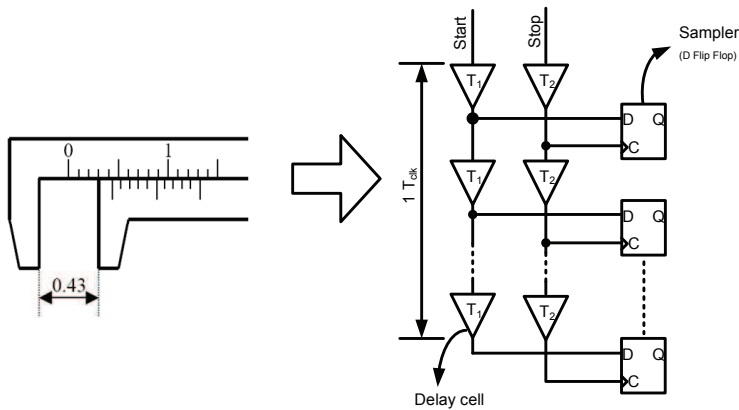 Start
Stop
Sampler
(D Flip Flop)
T1
T2
D
Q
C
0
1
1 Tclk
T1
T2
D
Q
C
0.43
T1
T2
D
Q
C
Delay cell